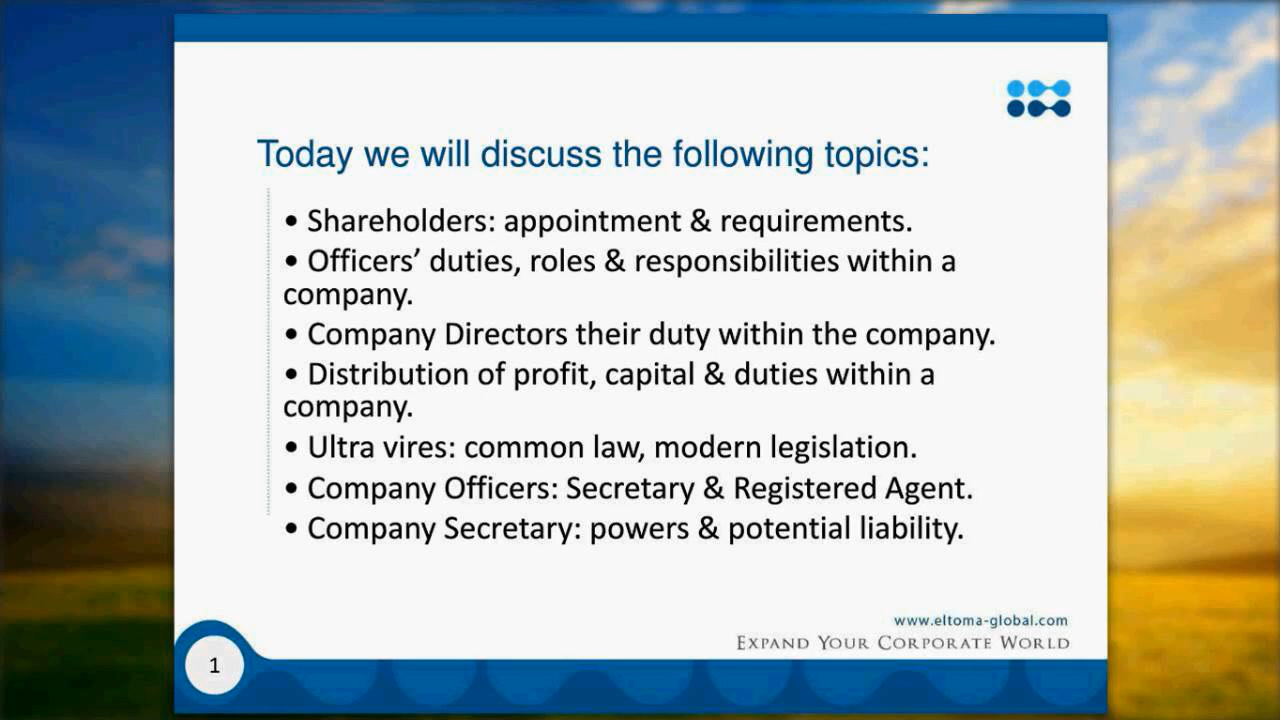 Today we will discuss the following topics:
• Shareholders: appointment & requirements.
• Officers’ duties, roles & responsibilities within a
company.
• Company Directors their duty within the company.
• Distribution of profit, capital & duties within a
company.
• Ultra vires: common law, modern legislation.
• Company Officers: Secretary & Registered Agent.
• Company Secretary: powers & potential liability.
www.eltoma-global.com
Expand Your Corporate World
1